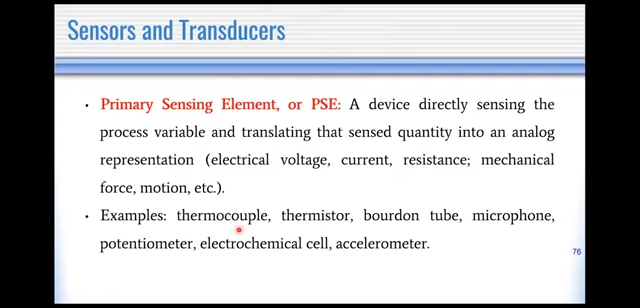 Sensors and Transducers
• Primary Sensing Element, or PSE: A device directly sensing the
process variable and translating that sensed quantity into an analog
representation (electrical voltage, current, resistance; mechanical
force, motion, etc.).
• Examples: thermocouple, thermistor, bourdon tube, microphone,
potentiometer, electrochemical cell, accelerometer.
76